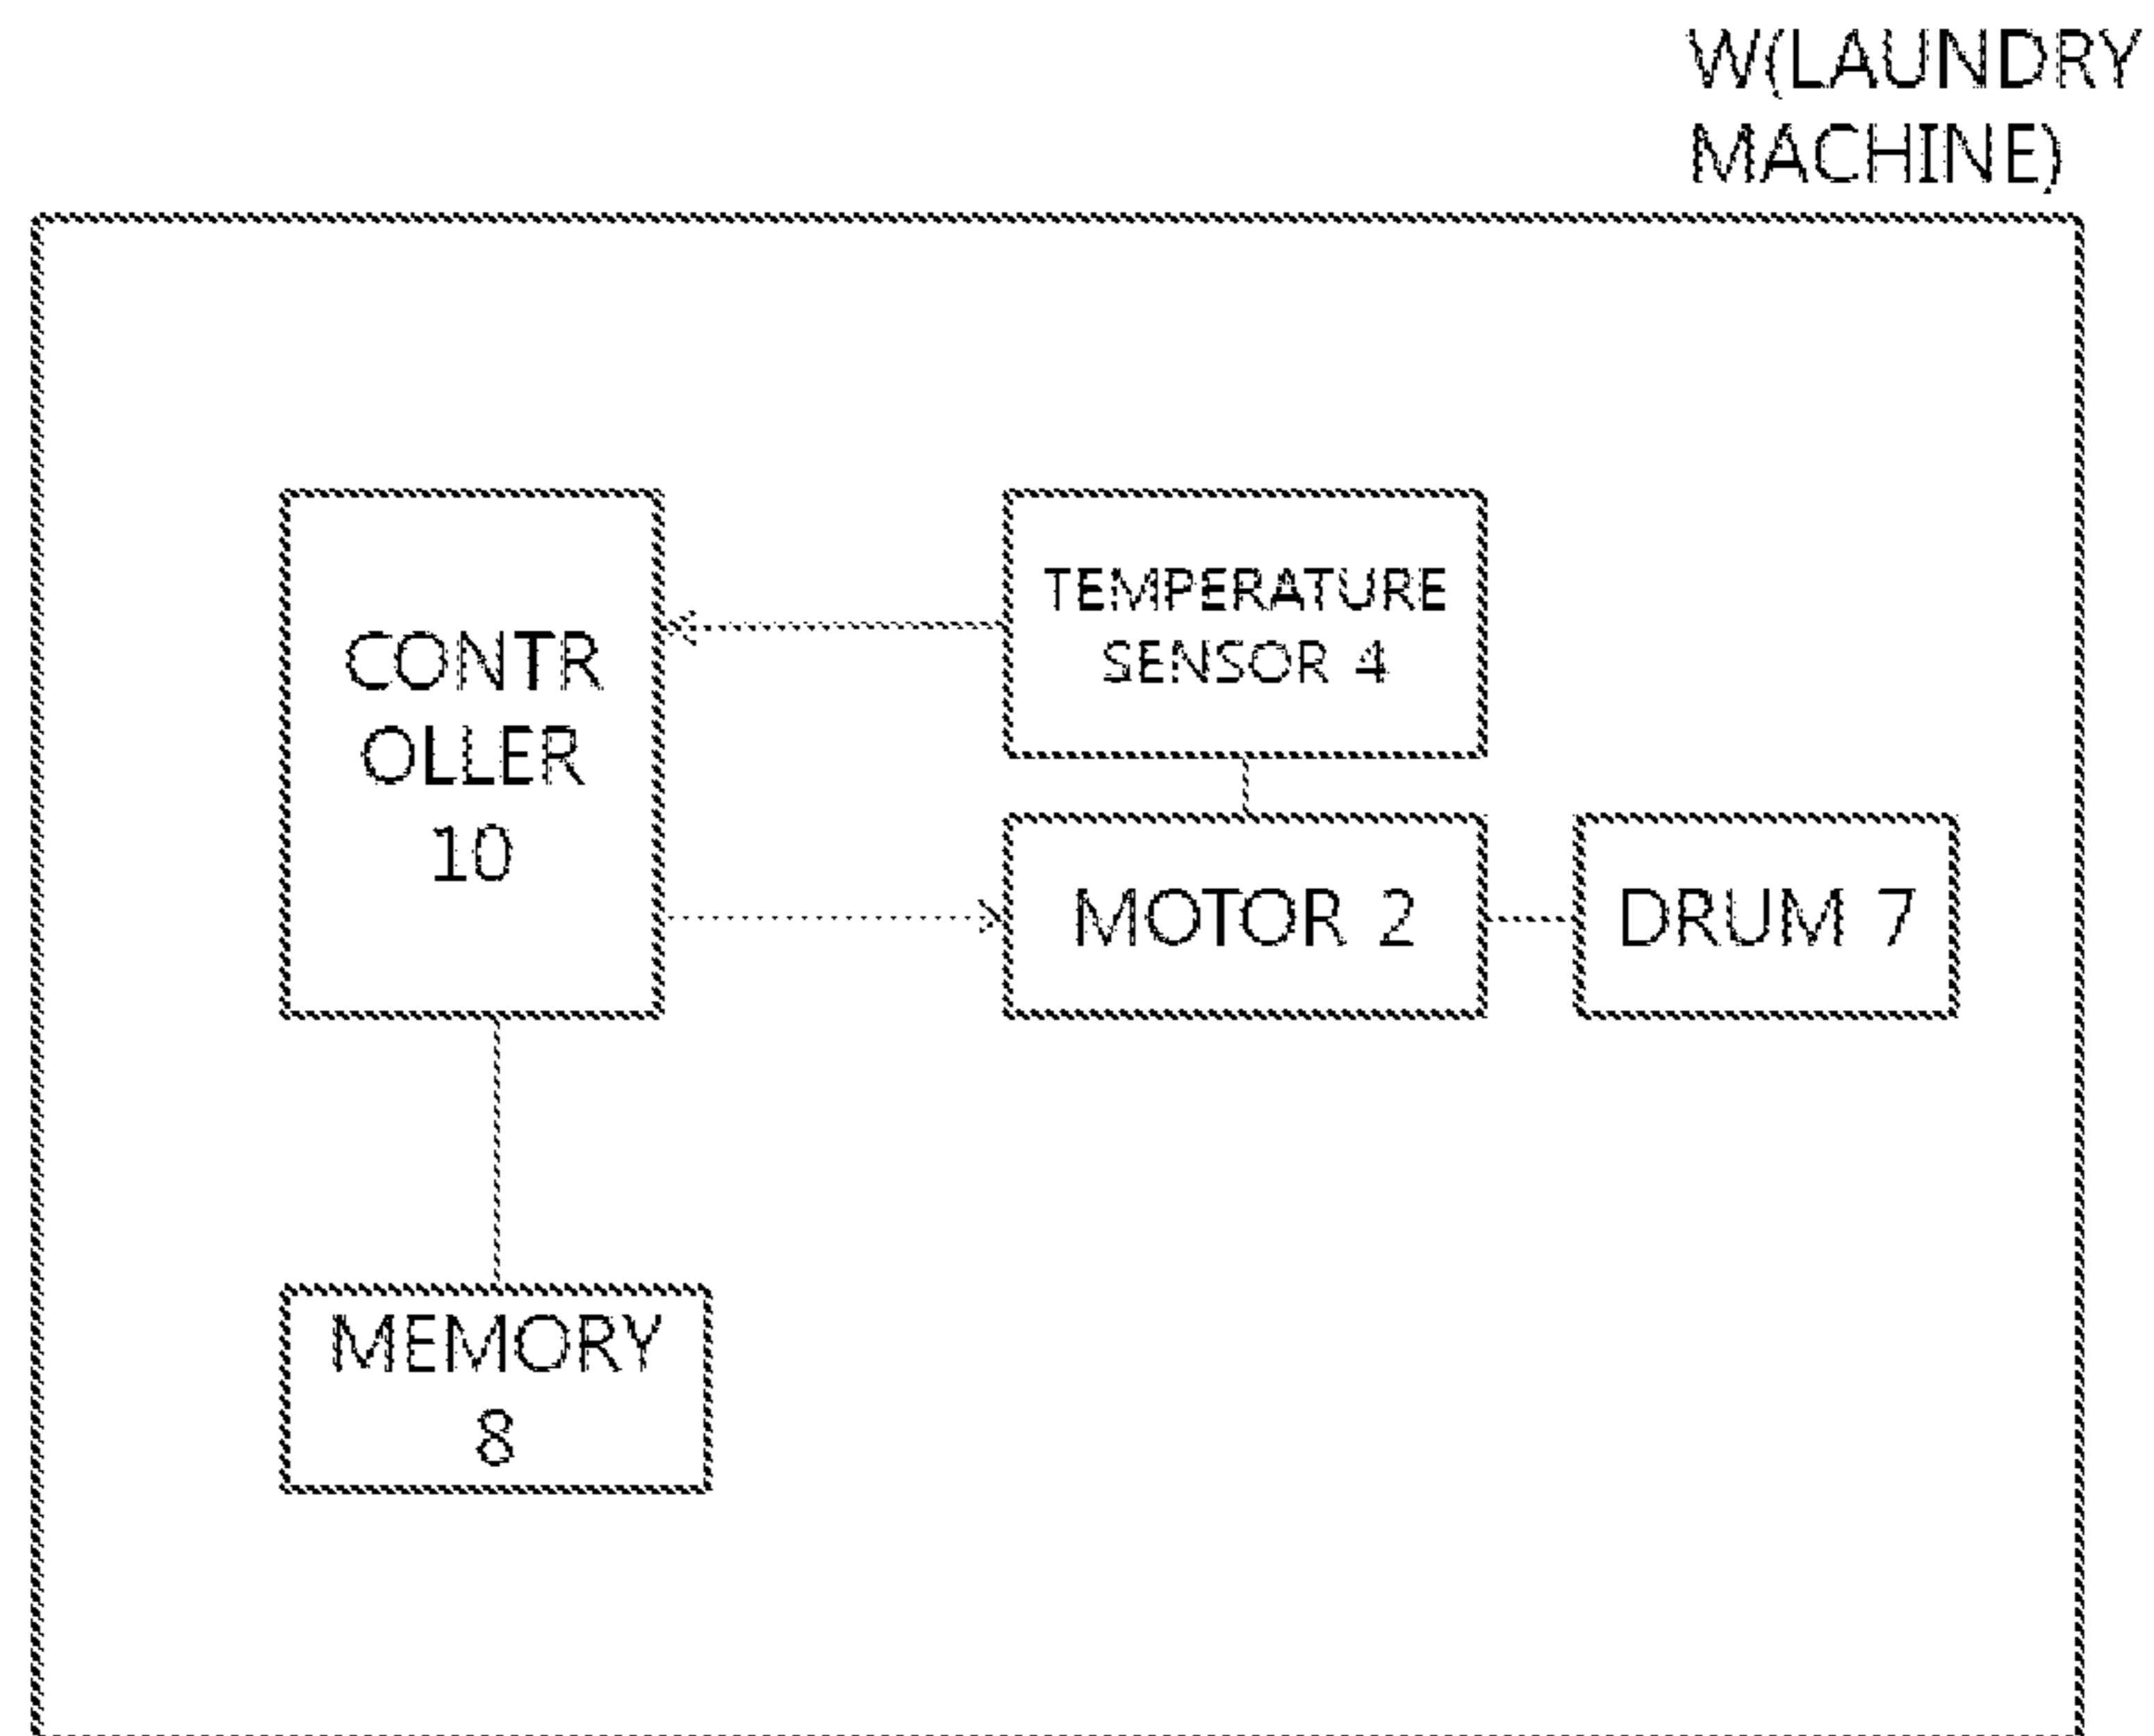 W(LAUNDRY
MACHINE)
CONTR
OLLER
10
TEMPERATURE
SENSOR 4
MOTOR 2
DRUM 7
MEMORY
8